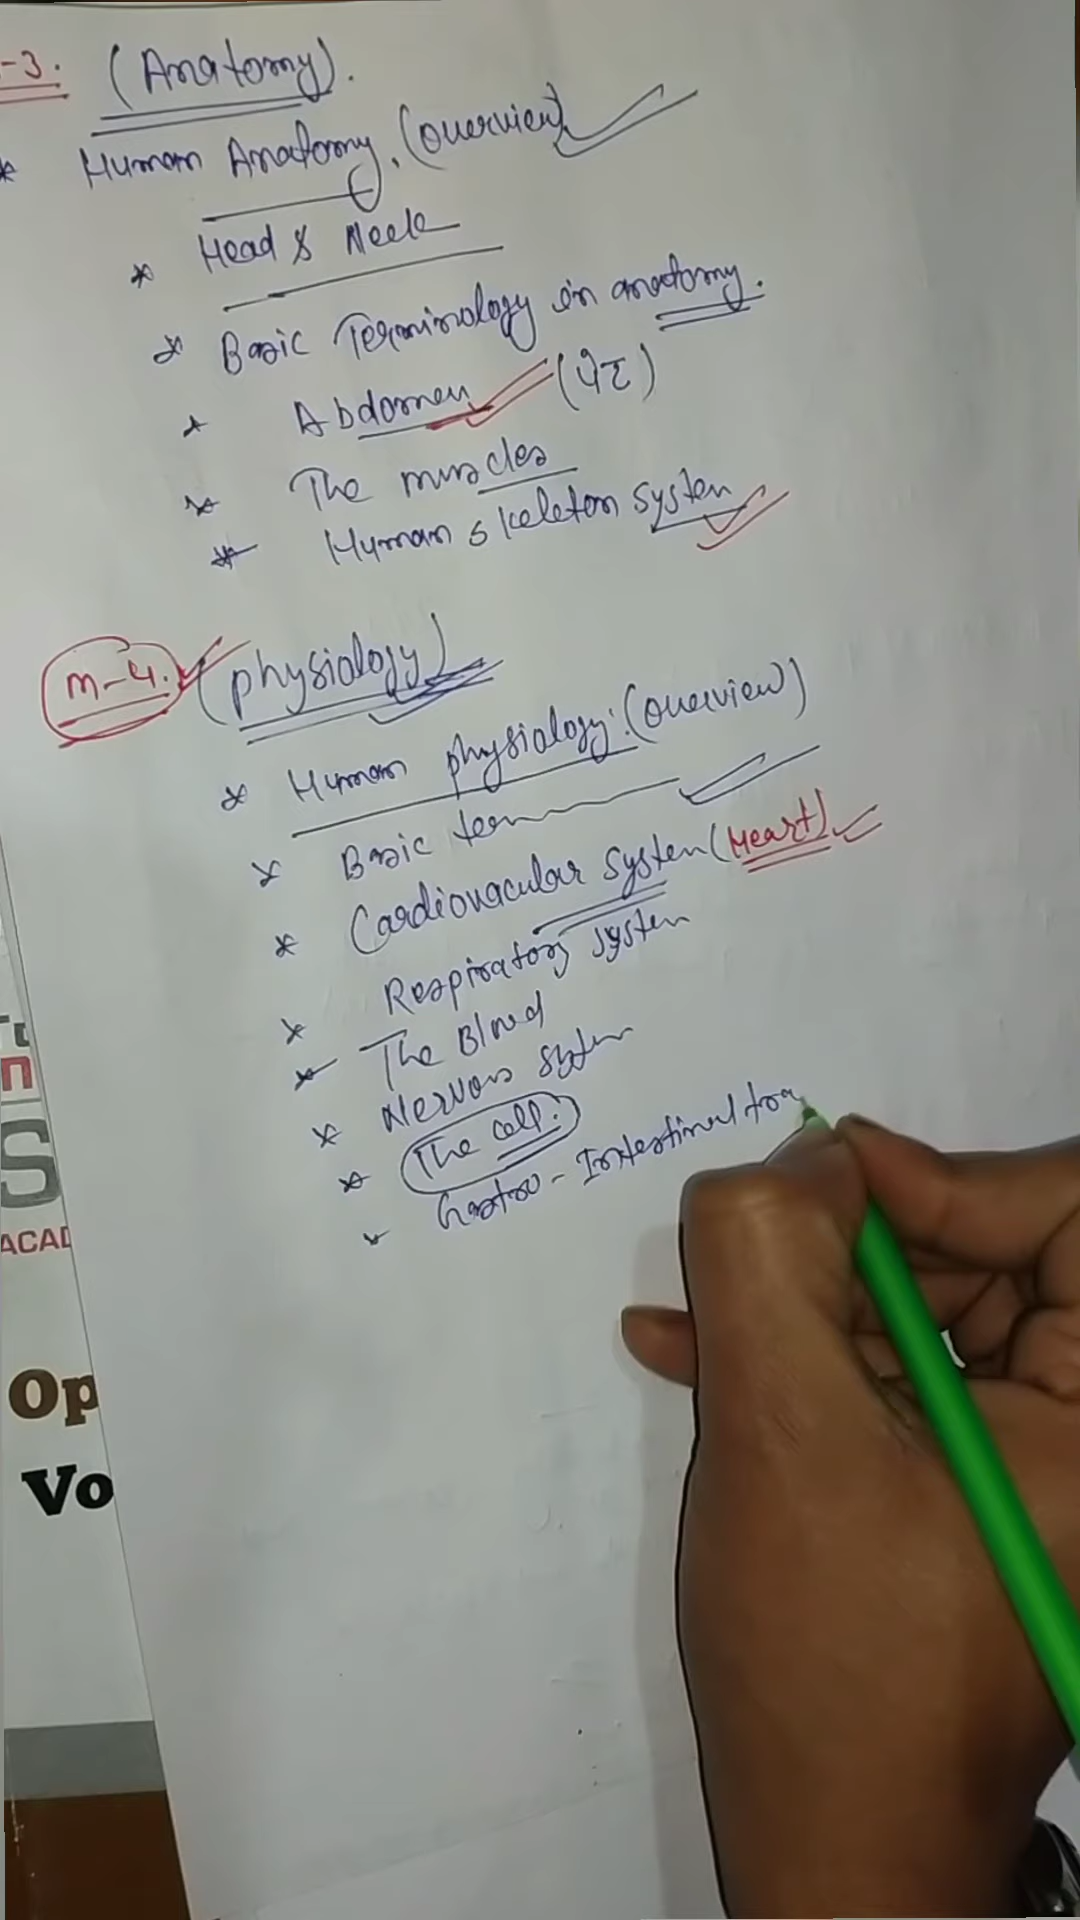 -3. (Anatomy).
* Human Anatomy. (overview)
* Head & Neck
* Basic Terminology in anatomy.
* Abdomen (पेट)
* The muscles
* Human skeleton system
M-4. (physiology)
* Human physiology: (overview)
* Basic term
* Cardiovacular system (Heart)
* Respiratory system
* The Blood
* Nervous system
* The cell.
* Gastro - Intestinal tra
n
S
ACAD
Op
Vo